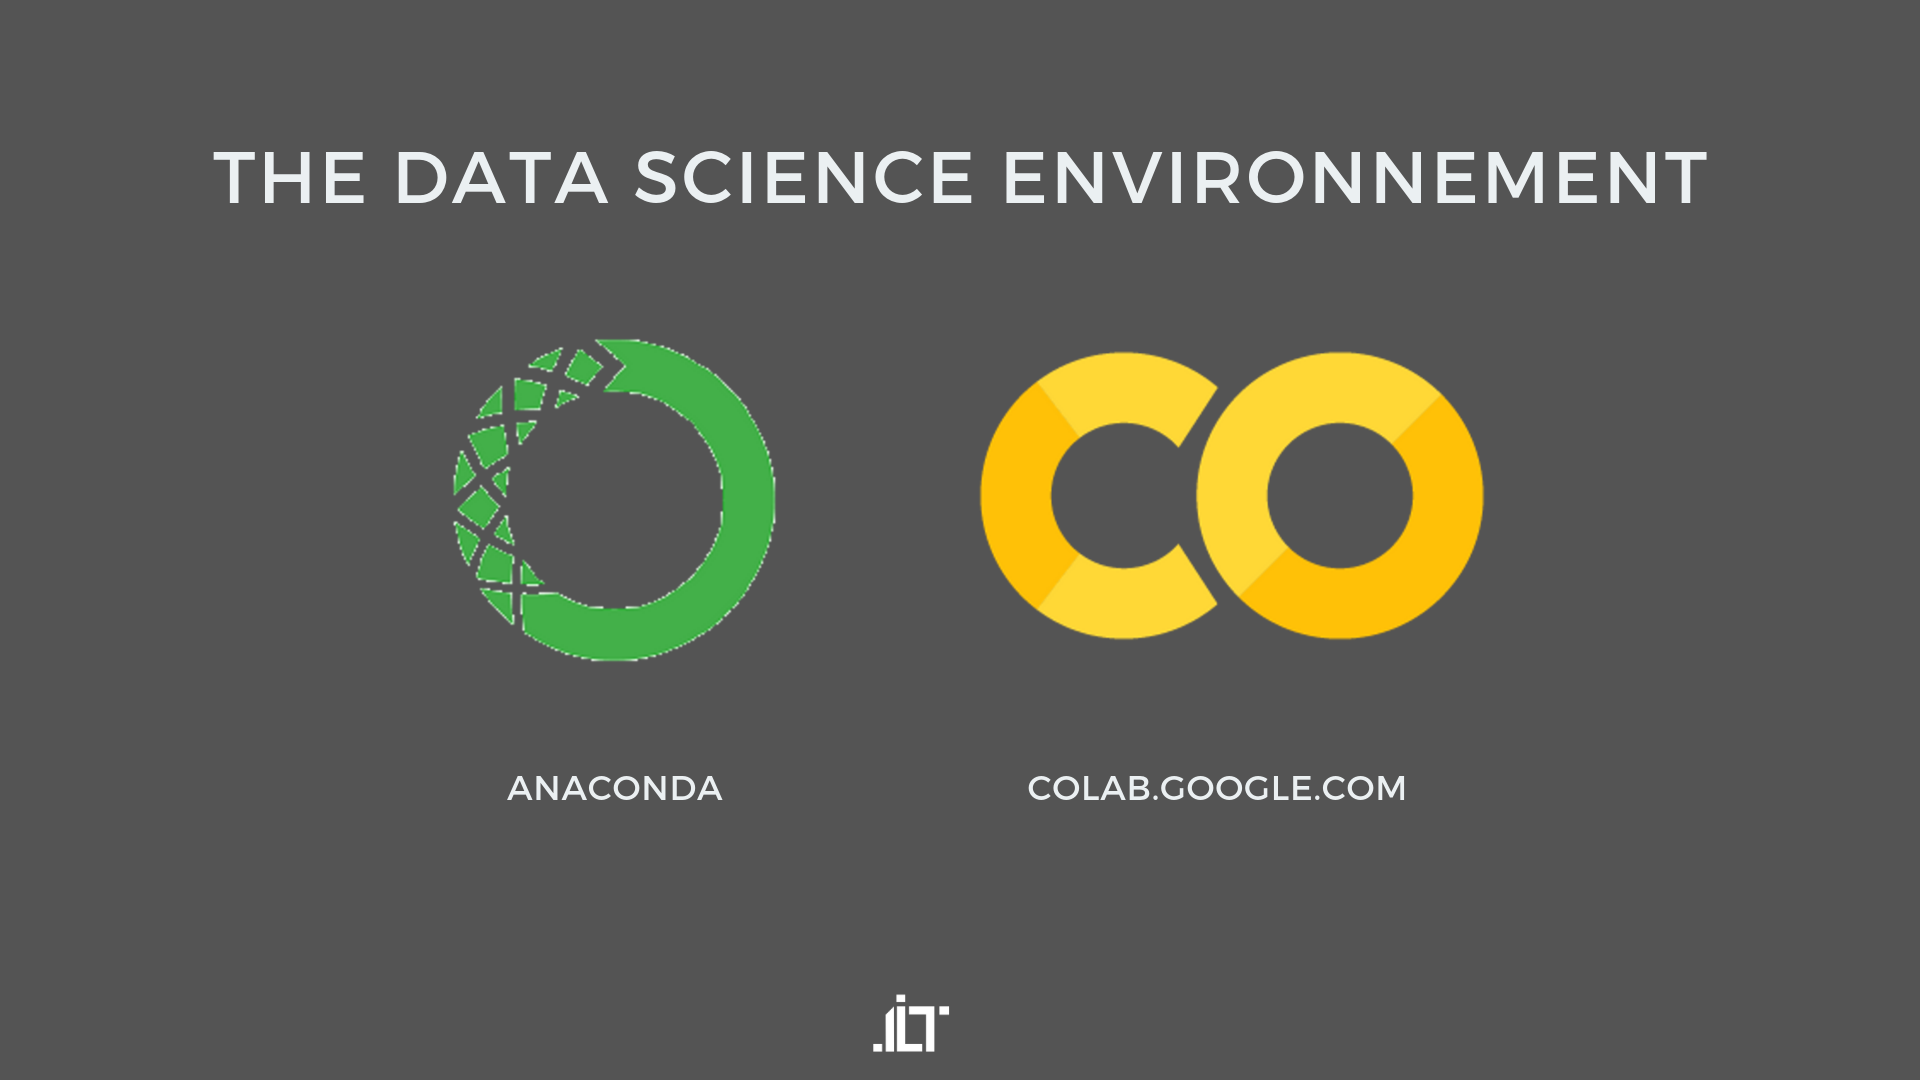 THE DATA SCIENCE ENVIRONNEMENT
ANACONDA
COLAB.GOOGLE.COM